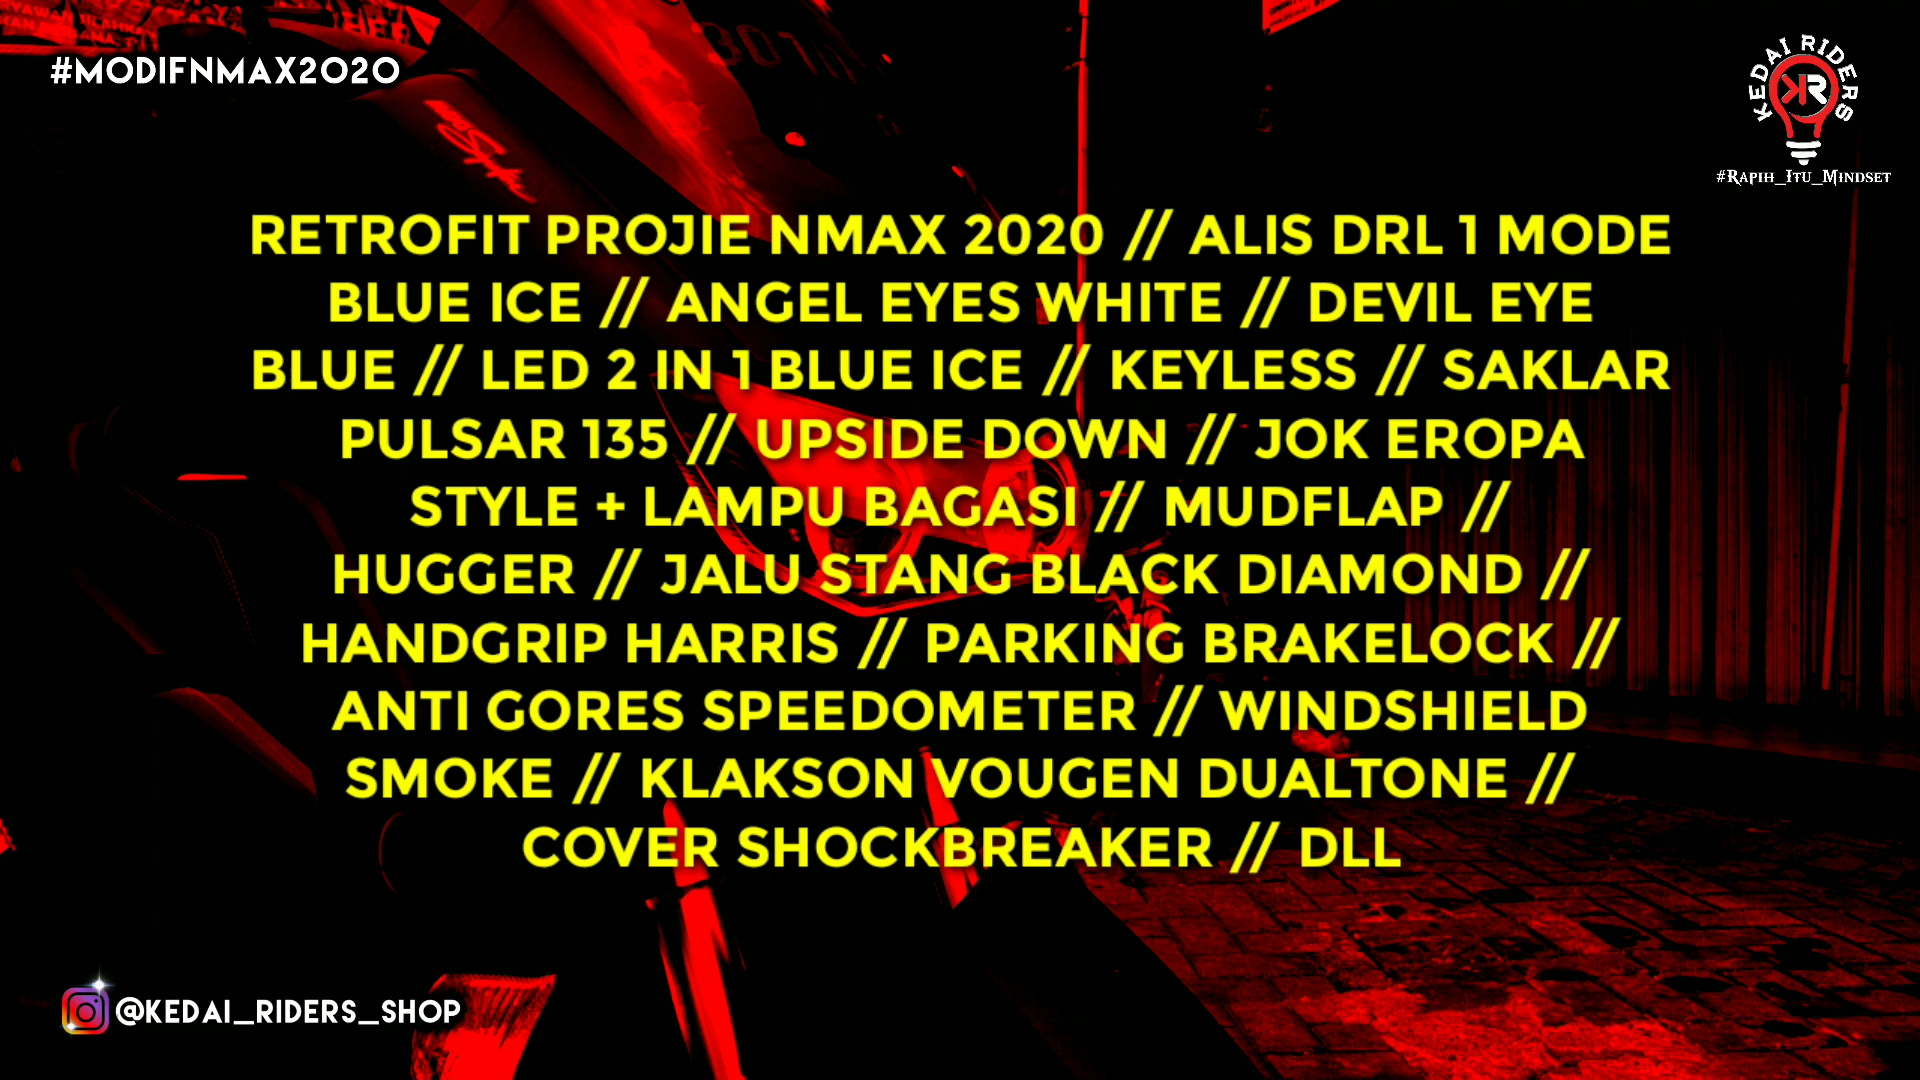 #MODIFNMAX2020
KEDAI RIDERS
KR
#RAPIH_ITU_MINDSET
RETROFIT PROJIE NMAX 2020 // ALIS DRL 1 MODE
BLUE ICE // ANGEL EYES WHITE // DEVIL EYE
BLUE // LED 2 IN 1 BLUE ICE // KEYLESS // SAKLAR
PULSAR 135 // UPSIDE DOWN // JOK EROPA
STYLE + LAMPU BAGASI // MUDFLAP //
HUGGER // JALU STANG BLACK DIAMOND //
HANDGRIP HARRIS // PARKING BRAKELOCK //
ANTI GORES SPEEDOMETER // WINDSHIELD
SMOKE // KLAKSON VOUGEN DUALTONE //
COVER SHOCKBREAKER // DLL
@KEDAI_RIDERS_SHOP